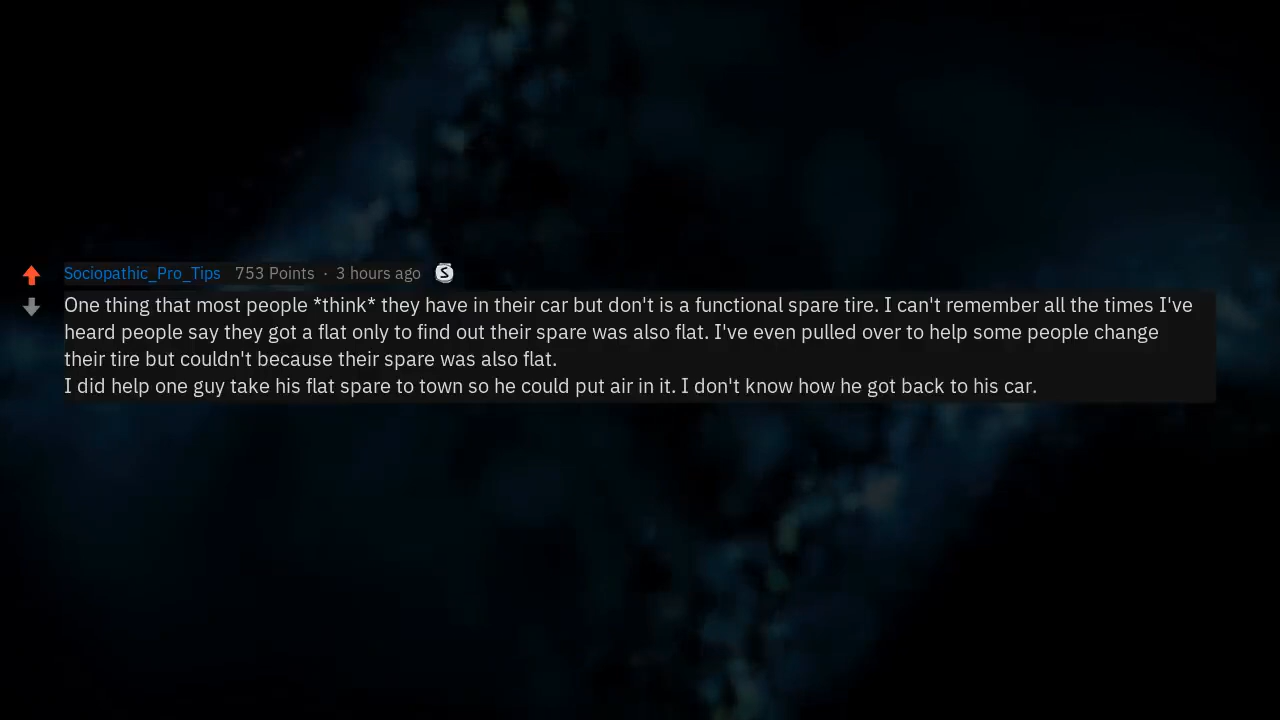 Sociopathic_Pro_Tips 753 Points · 3 hours ago S
One thing that most people *think* they have in their car but don't is a functional spare tire. I can't remember all the times I've
heard people say they got a flat only to find out their spare was also flat. I've even pulled over to help some people change
their tire but couldn't because their spare was also flat.
I did help one guy take his flat spare to town so he could put air in it. I don't know how he got back to his car.